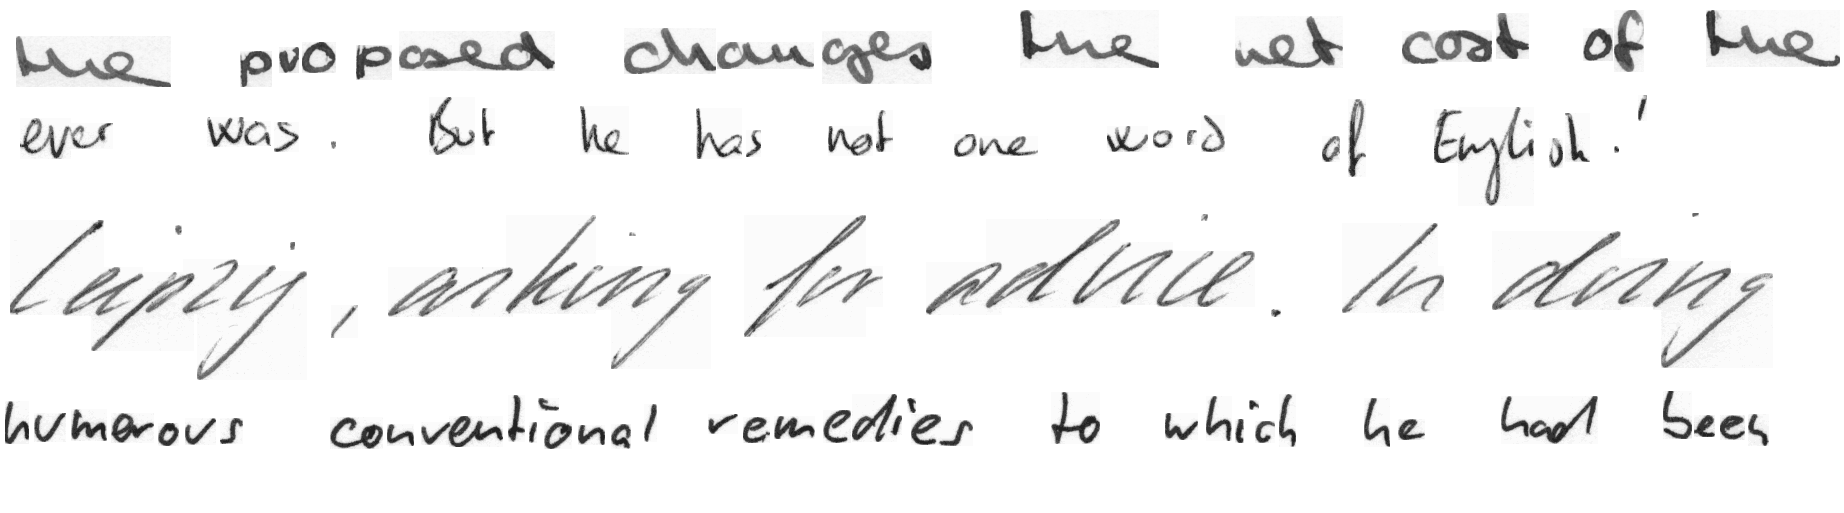 the proposed changes the net cost of the
ever was. But he has not one word of English!'
Leipzig, asking for advice. In doing
humorous conventional remedies to which he had been